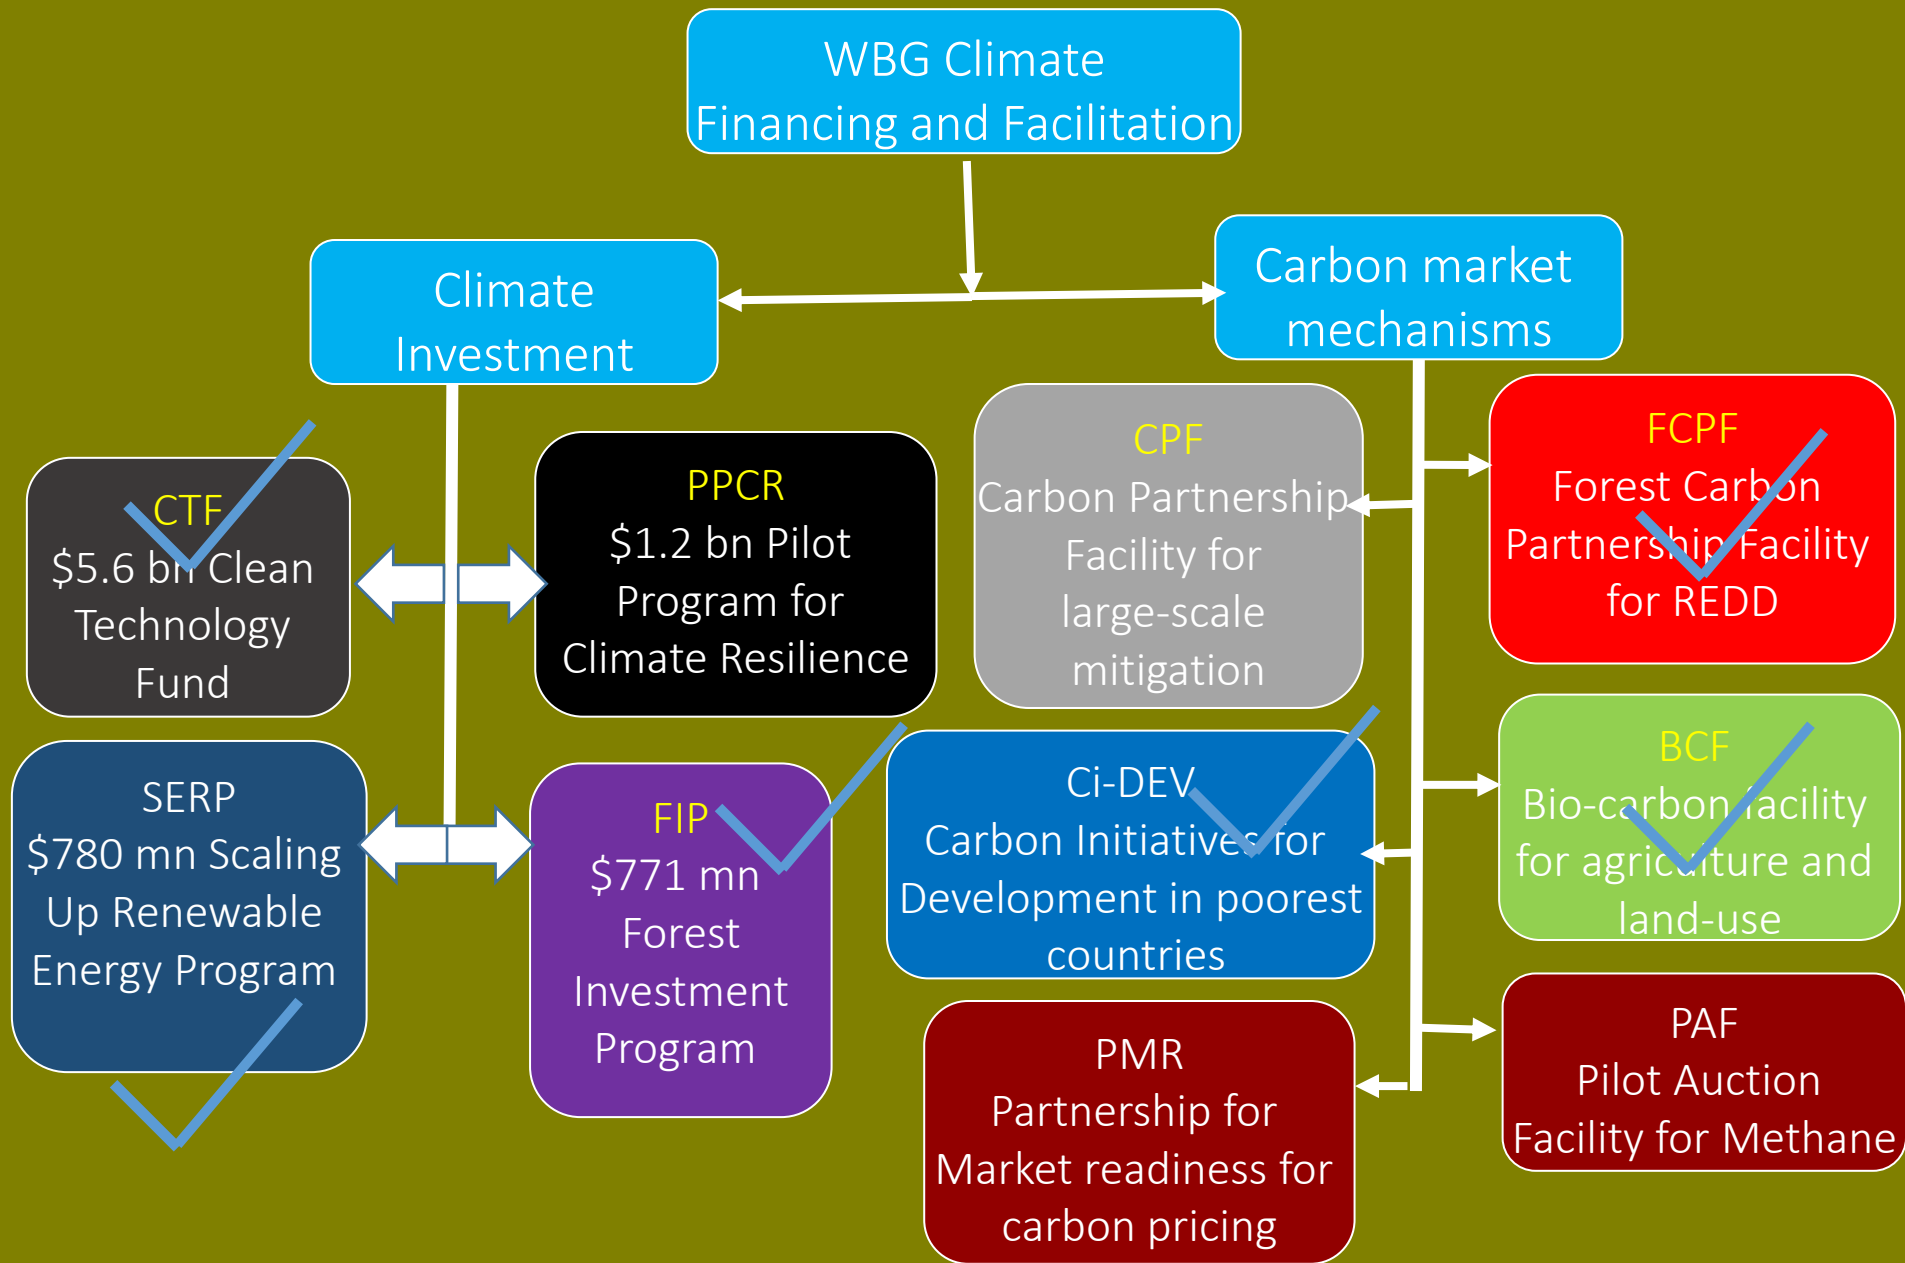 WBG Climate
Financing and Facilitation
Climate
Investment
Carbon market
mechanisms
CTF
$5.6 bn Clean
Technology
Fund
PPCR
$1.2 bn Pilot
Program for
Climate Resilience
SERP
$780 mn Scaling
Up Renewable
Energy Program
FIP
$771 mn
Forest
Investment
Program
CPF
Carbon Partnership
Facility for
large-scale
mitigation
FCPF
Forest Carbon
Partnership Facility
for REDD
Ci-DEV
Carbon Initiatives for
Development in poorest
countries
BCF
Bio-carbon facility
for agriculture and
land-use
PMR
Partnership for
Market readiness for
carbon pricing
PAF
Pilot Auction
Facility for Methane